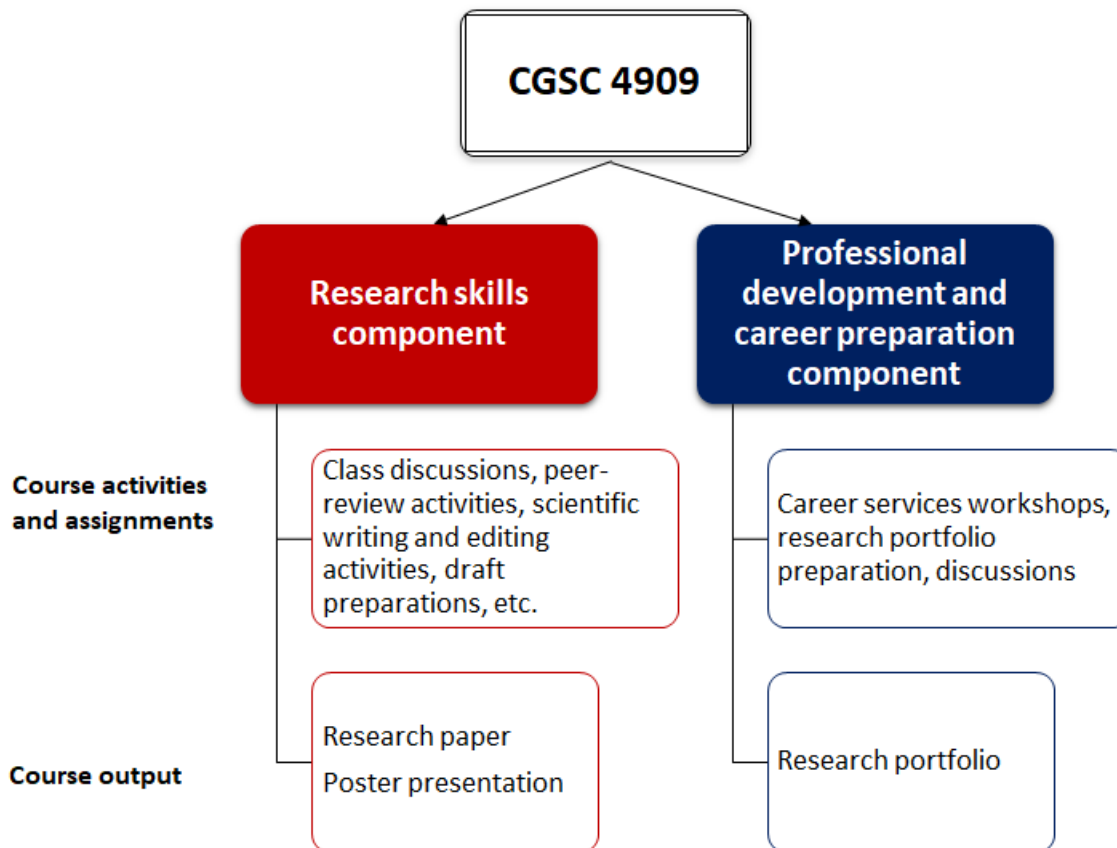 CGSC 4909
Research skills
component
Professional
development and
career preparation
component
Course activities
and assignments
Class discussions, peer-
review activities, scientific
writing and editing
activities, draft
preparations, etc.
Career services workshops,
research portfolio
preparation, discussions
Course output
Research paper
Poster presentation
Research portfolio